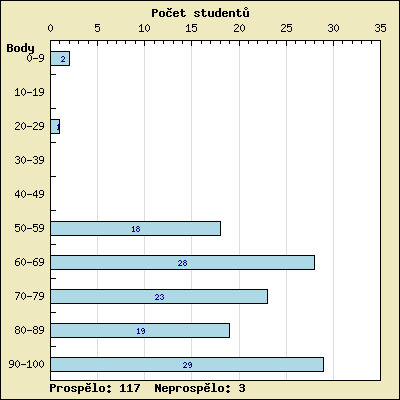 Počet studentů
0 5 10 15 20 25 30 35
Body
0-9 2
10-19
20-29 1
30-39
40-49
50-59 18
60-69 28
70-79 23
80-89 19
90-100 29
Prospělo: 117 Neprospělo: 3